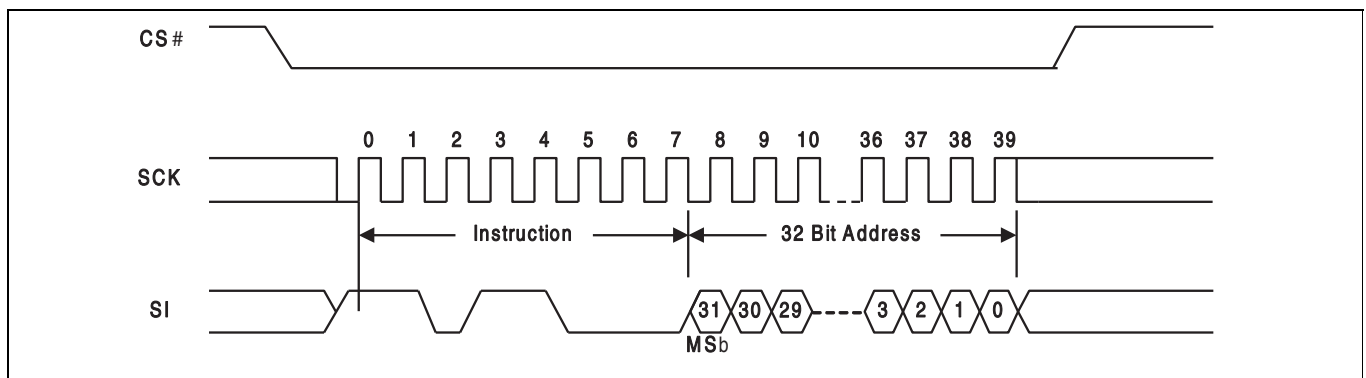 CS#
0 1 2 3 4 5 6 7 8 9 10 36 37 38 39
SCK
Instruction 32 Bit Address
SI 31 30 29 3 2 1 0
MSb